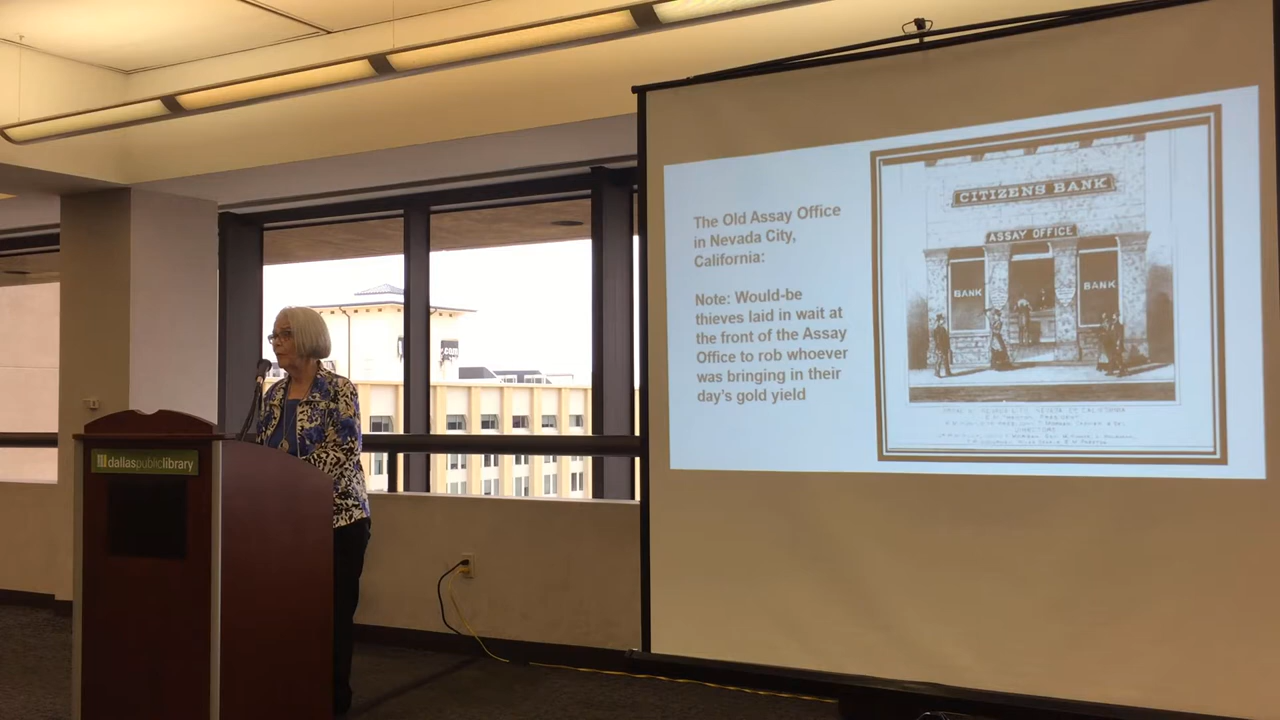 dallaspubliclibrary
.com
The Old Assay Office
in Nevada City,
California:
Note: Would-be
thieves laid in wait at
the front of the Assay
Office to rob whoever
was bringing in their
day's gold yield
CITIZENS BANK
ASSAY OFFICE
BANK
BANK